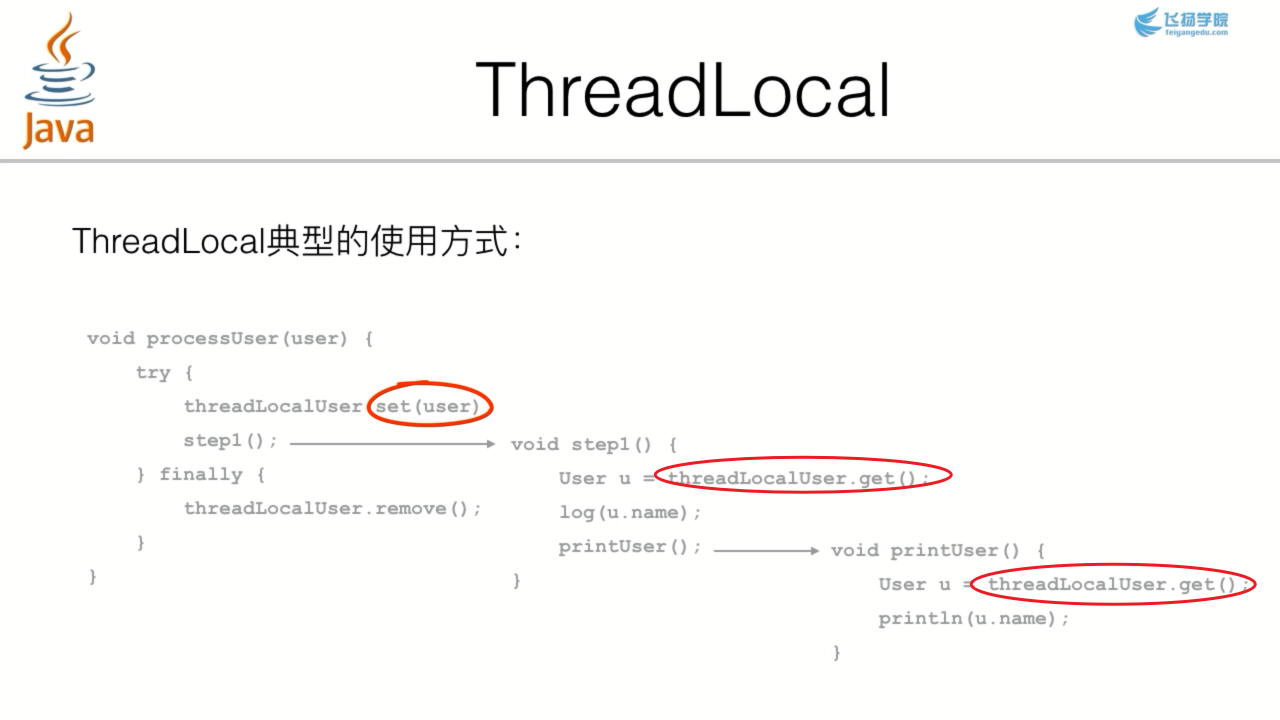 Java
飞扬学院
feiyangedu.com
ThreadLocal
ThreadLocal典型的使用方式：
void processUser(user) {
try {
threadLocalUser set(user)
step1();
} finally {
threadLocalUser.remove();
}
}
void step1() {
User u = threadLocalUser.get();
log(u.name);
printUser();
}
void printUser() {
User u = threadLocalUser.get();
println(u.name);
}